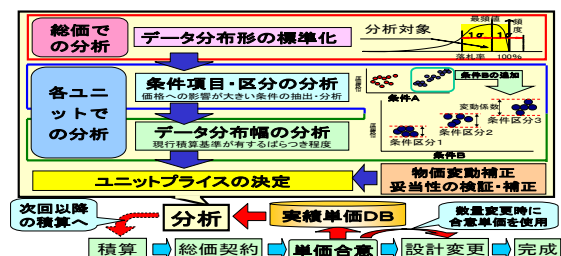 総価で
の分析
データ分布形の標準化
分析対象
最頻値
頻度
1σ 1σ
落札率 100%
各ユニ
ットで
の分析
条件項目・区分の分析
価格への影響が大きい条件の抽出・分析
条件Bの追加
条件A
データ分布幅の分析
現行積算基準が有するばらつき程度
変動係数
条件区分3
条件区分2
条件区分1
条件B
ユニットプライスの決定
物価変動補正
妥当性の検証・補正
次回以降
の積算へ
分析
実績単価DB
数量変更時に
合意単価を使用
積算
総価契約
単価合意
設計変更
完成